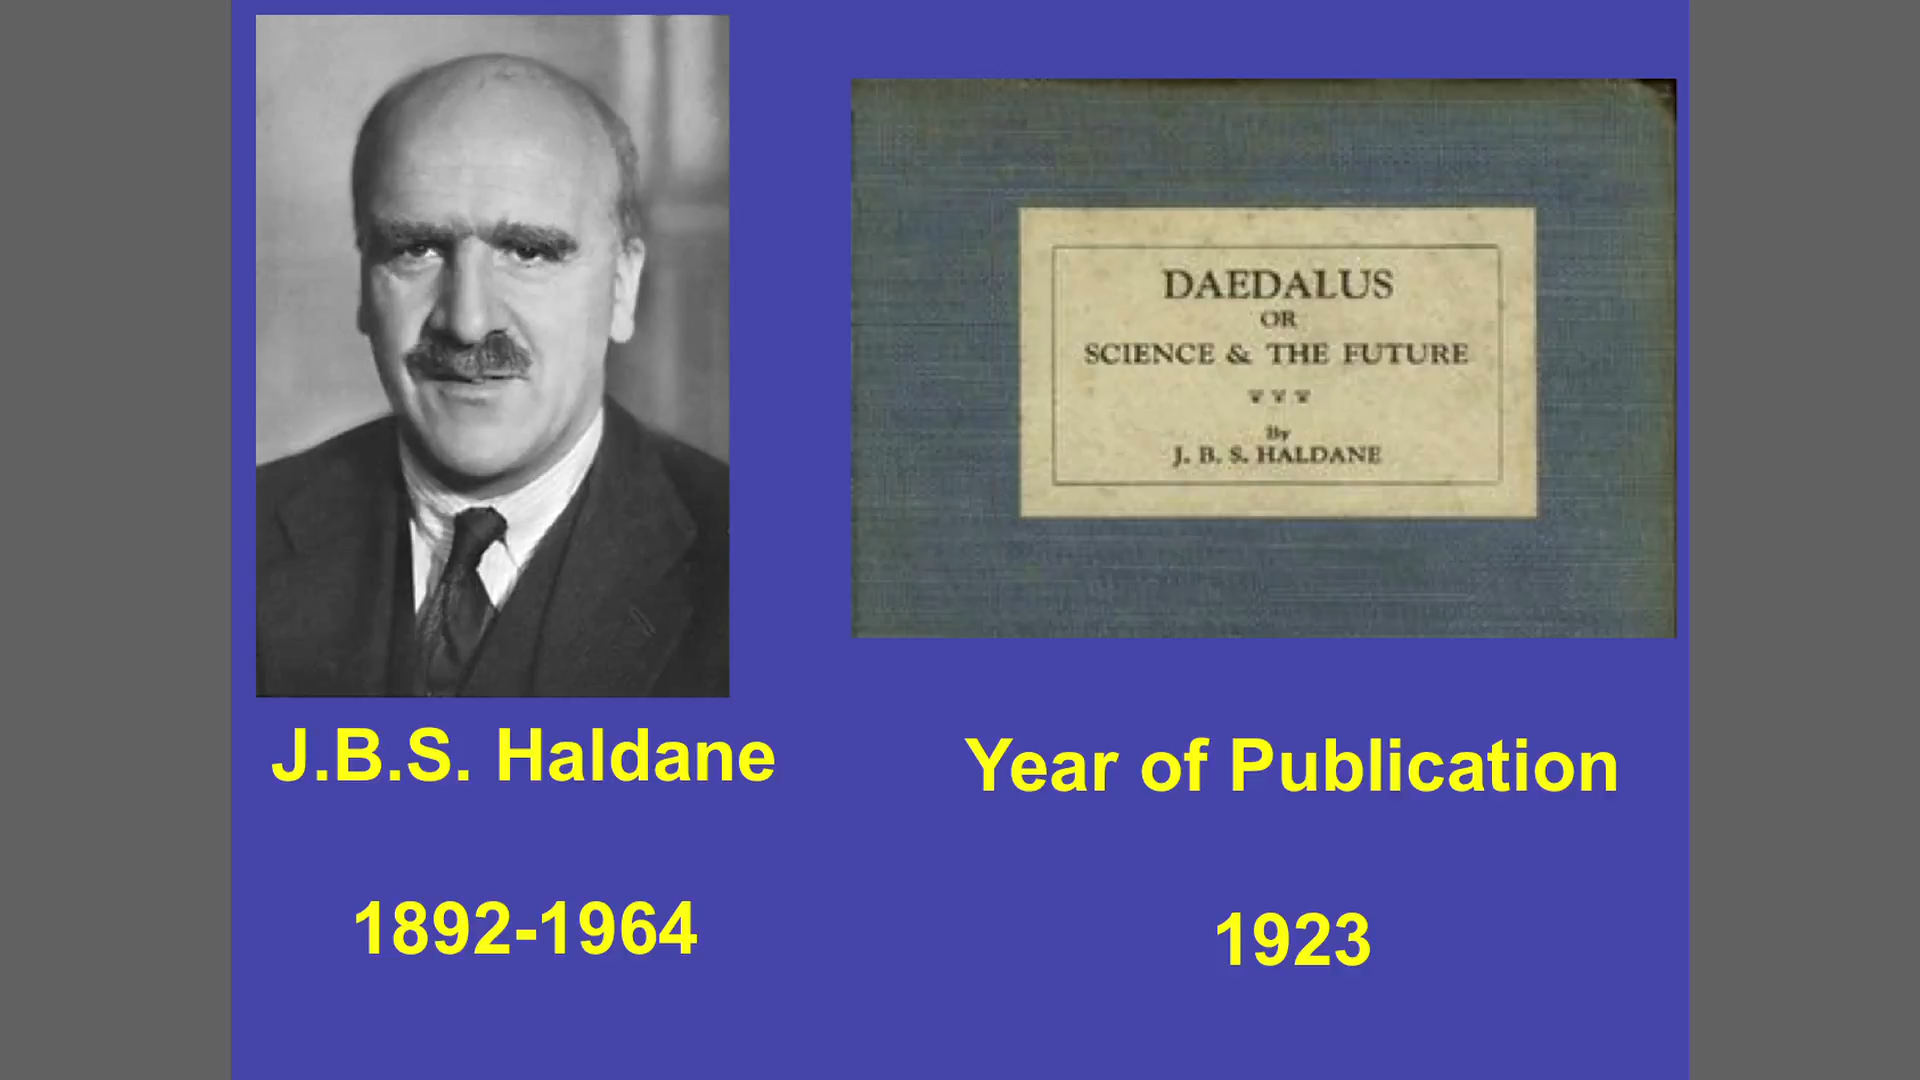 DAEDALUS
OR
SCIENCE & THE FUTURE
By
J. B. S. HALDANE
J.B.S. Haldane
1892-1964
Year of Publication
1923